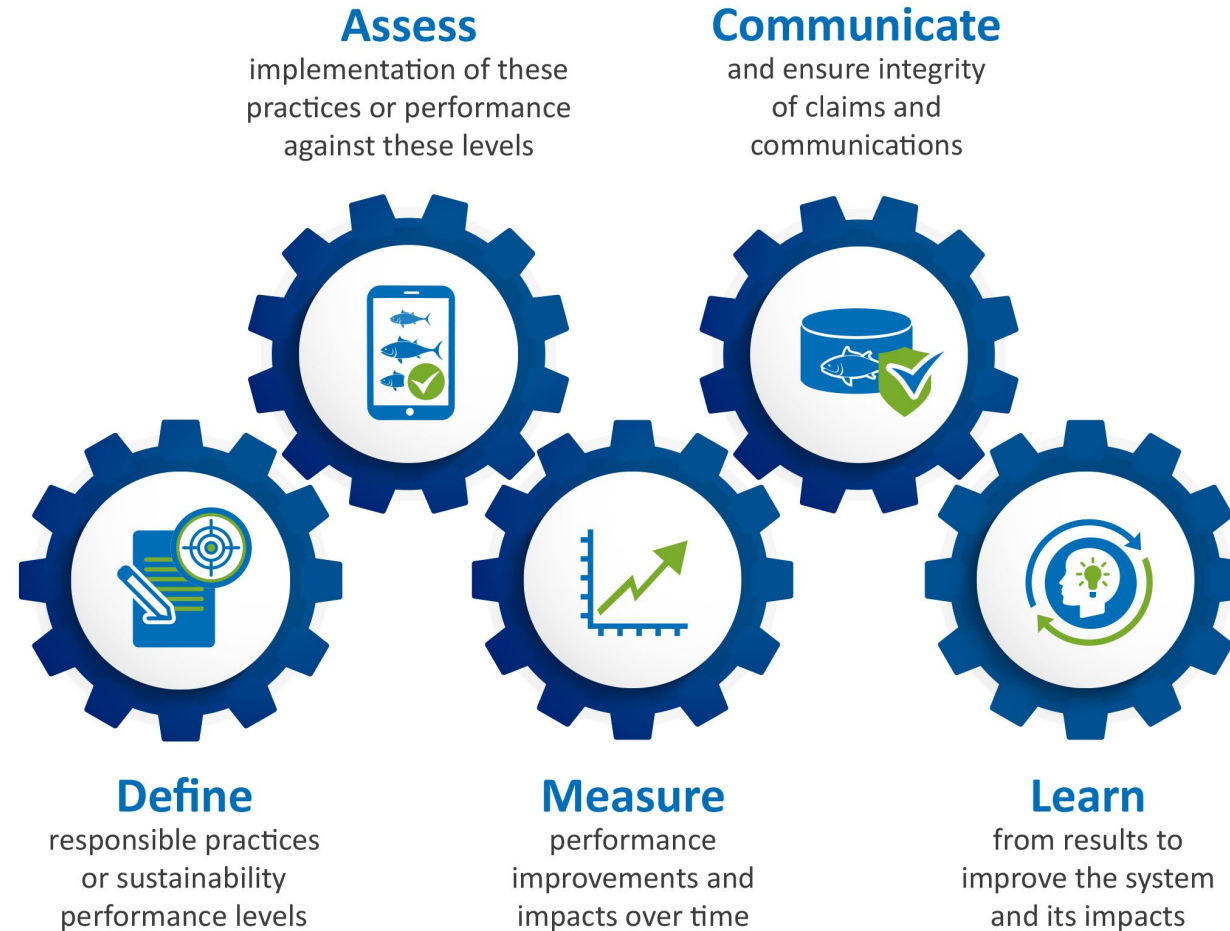 Assess
implementation of these
practices or performance
against these levels
Communicate
and ensure integrity
of claims and
communications
Define
responsible practices
or sustainability
performance levels
Measure
performance
improvements and
impacts over time
Learn
from results to
improve the system
and its impacts